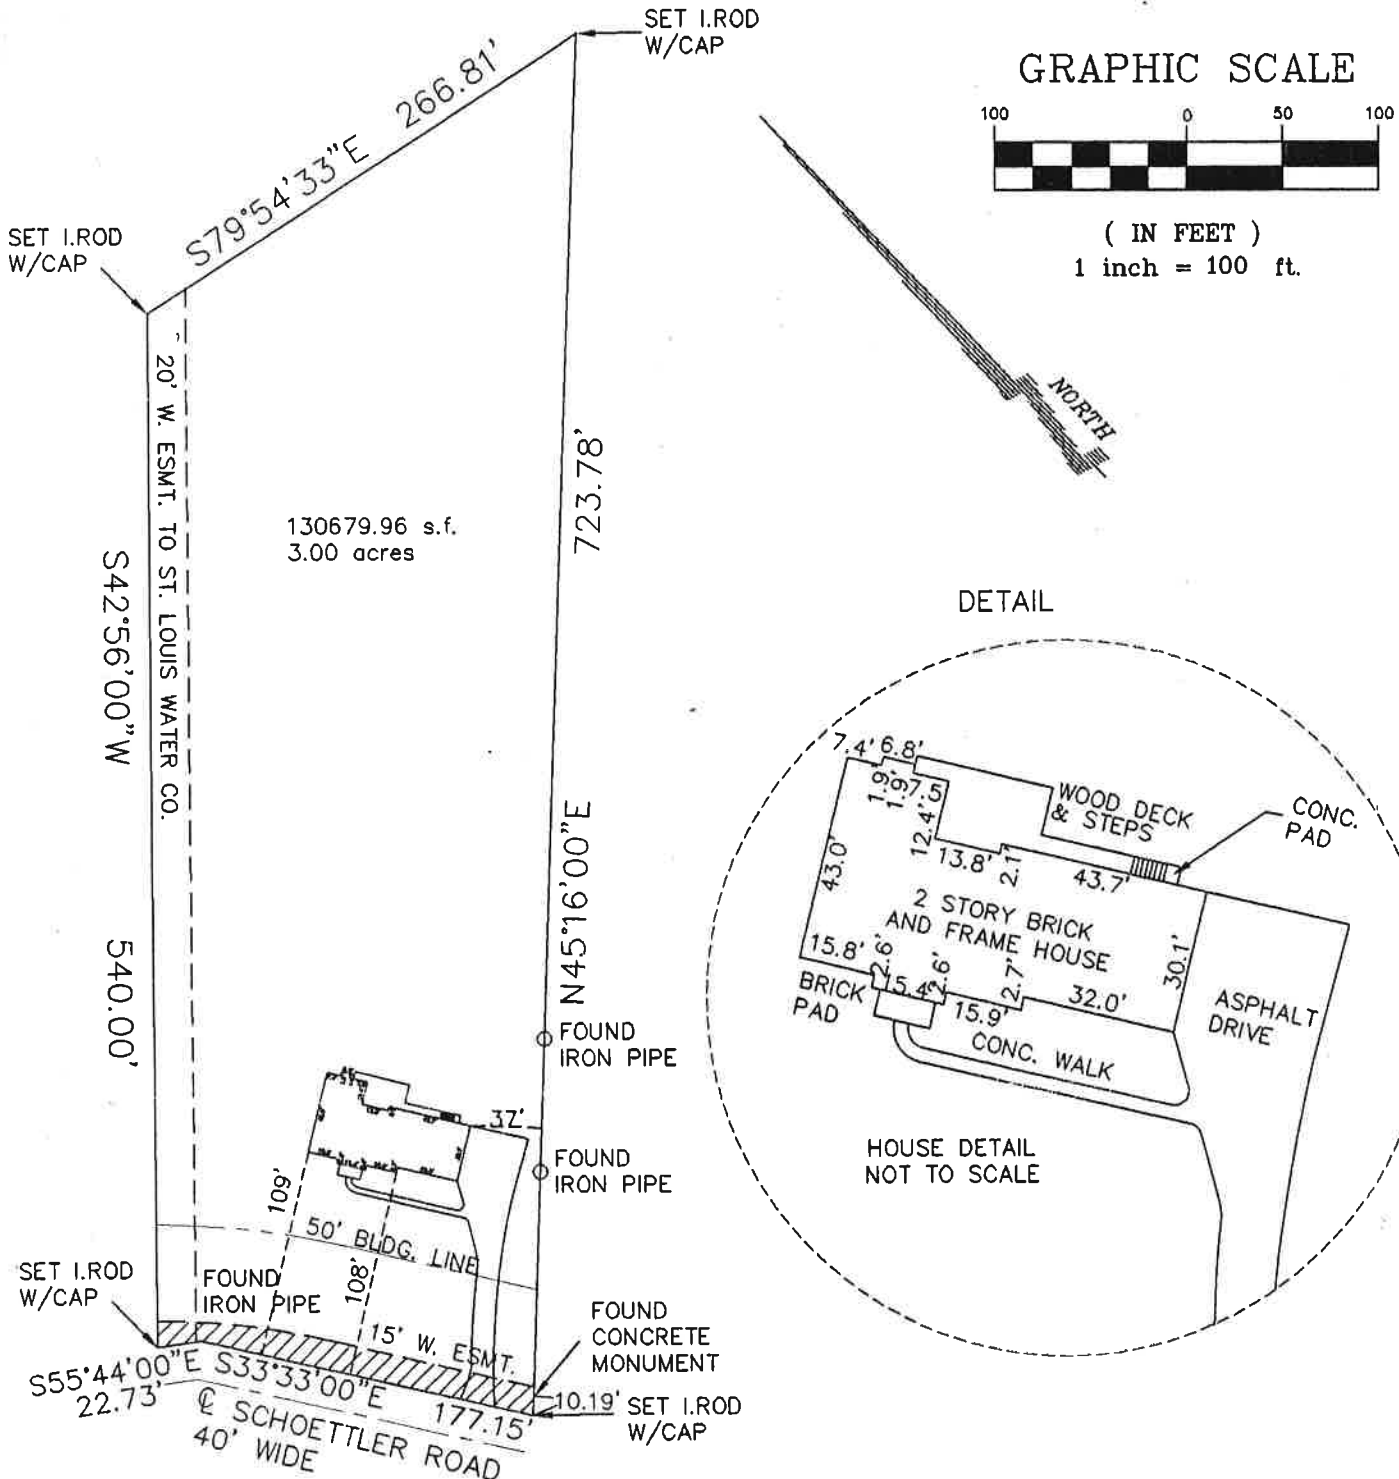 SET I.ROD
W/CAP
GRAPHIC SCALE
100 0 50 100
( IN FEET )
1 inch = 100 ft.
S79°54'33"E 266.81'
SET I.ROD
W/CAP
NORTH
20' W. ESMT. TO ST. LOUIS WATER CO.
130679.96 s.f.
3.00 acres
723.78'
N45°16'00"E
S42°56'00"W
540.00'
FOUND
IRON PIPE
37'
FOUND
IRON PIPE
109'
50' BLDG. LINE
108'
SET I.ROD
W/CAP
FOUND
IRON PIPE
15' W. ESMT.
FOUND
CONCRETE
MONUMENT
10.19'
SET I.ROD
W/CAP
S55°44'00"E
22.73'
S33°33'00"E
177.15'
℄ SCHOETTLER ROAD
40' WIDE
DETAIL
7.4' 6.8'
1.9'
1.9'
7.5
12.4'
13.8'
2.1'
43.7'
WOOD DECK
& STEPS
CONC.
PAD
43.0'
2 STORY BRICK
AND FRAME HOUSE
30.1'
15.8'
2.6'
15.4'
2.6'
15.9'
2.7'
32.0'
BRICK
PAD
CONC. WALK
ASPHALT
DRIVE
HOUSE DETAIL
NOT TO SCALE